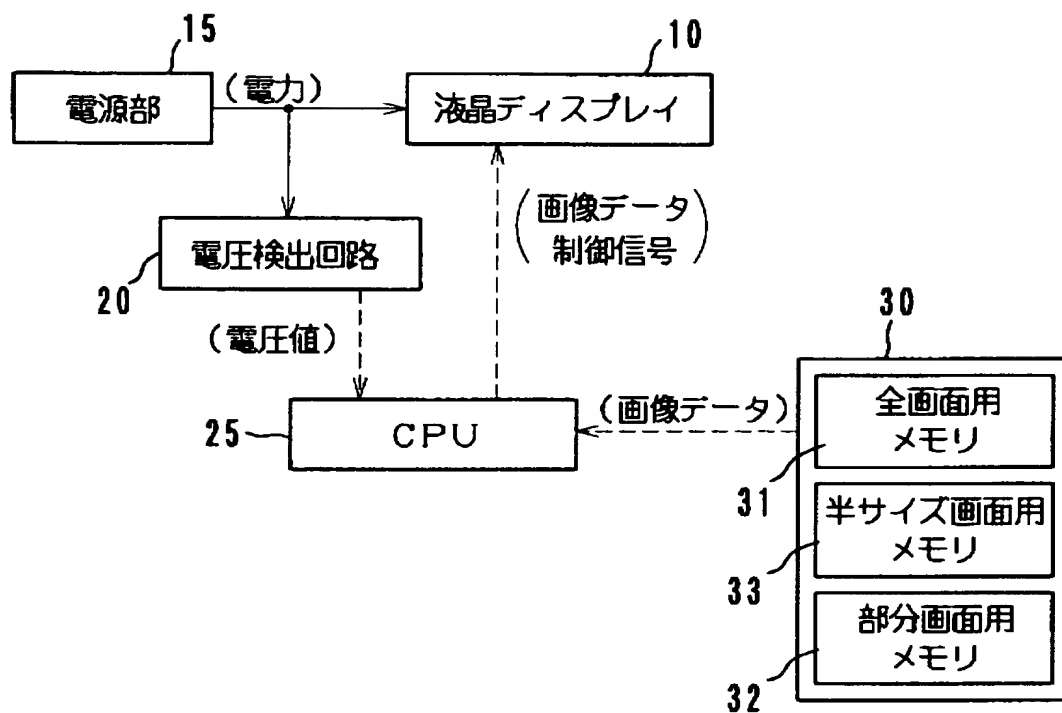 15
電源部
(電力)
10
液晶ディスプレイ
20
電圧検出回路
(電圧値)
(画像データ
制御信号)
25
CPU
(画像データ)
30
全画面用
メモリ
31
半サイズ画面用
メモリ
33
部分画面用
メモリ
32